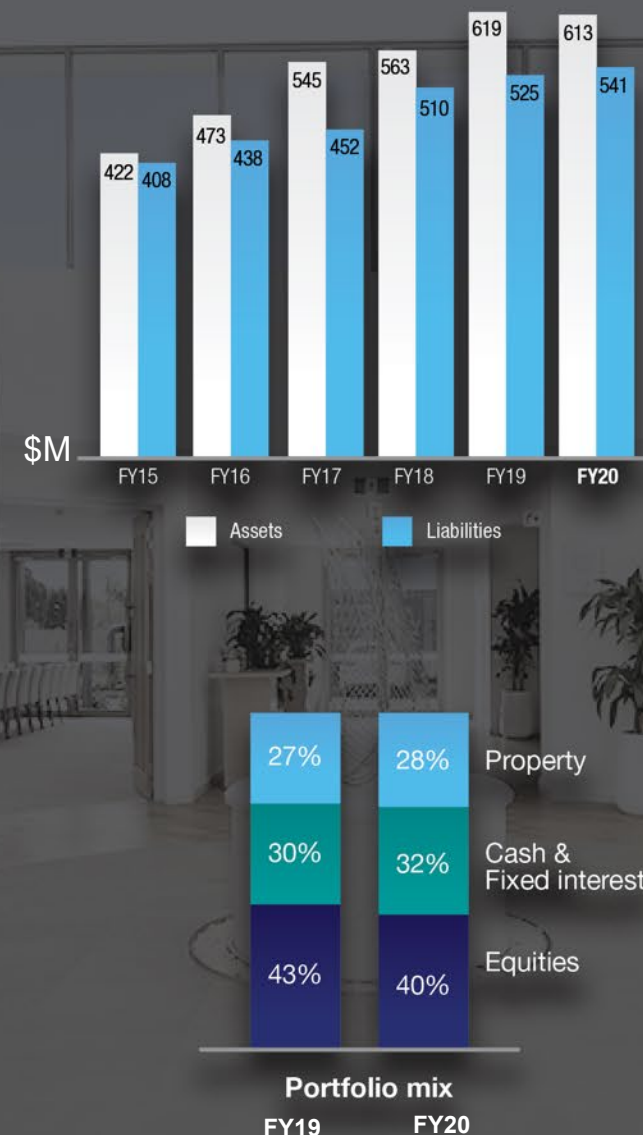 619
613
563
545
541
525
510
473
452
438
422
408
$M
FY15
FY16
FY17
FY18
FY19
FY20
Assets
Liabilities
27%
28%
Property
30%
32%
Cash &
Fixed interest
43%
40%
Equities
Portfolio mix
FY19
FY20